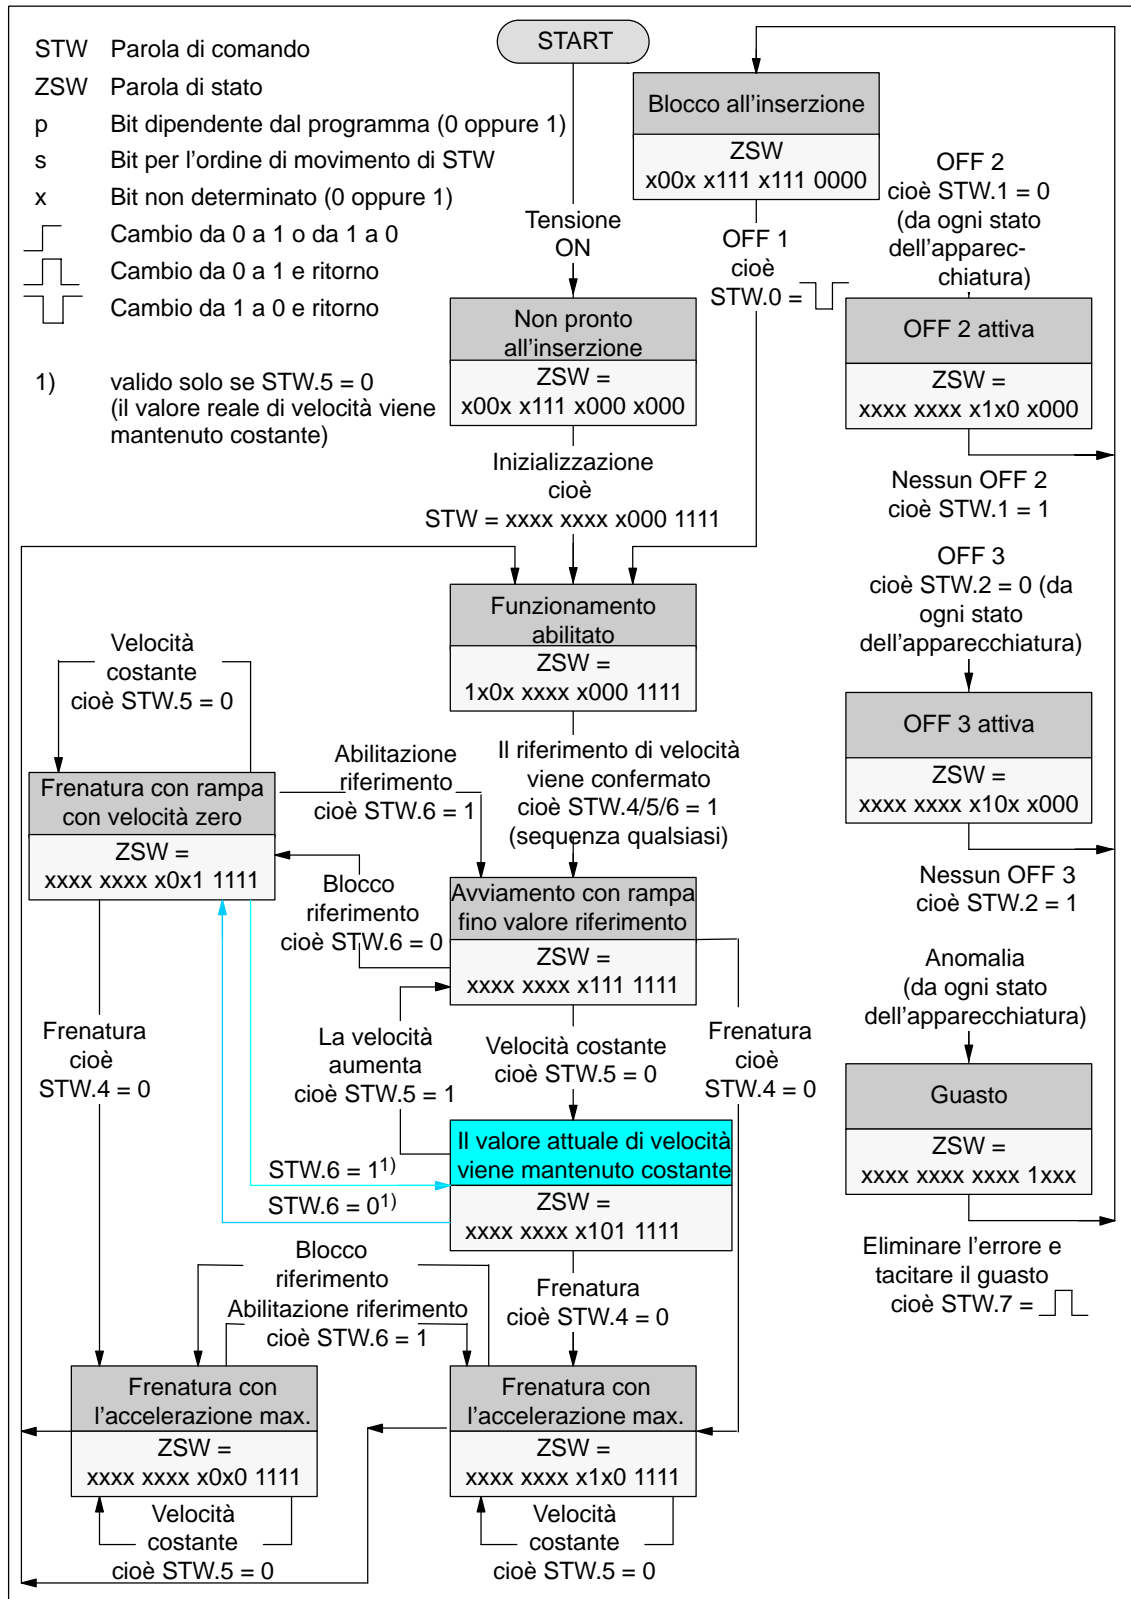 STW Parola di comando
ZSW Parola di stato
p Bit dipendente dal programma (0 oppure 1)
s Bit per l'ordine di movimento di STW
x Bit non determinato (0 oppure 1)
Cambio da 0 a 1 o da 1 a 0
Cambio da 0 a 1 e ritorno
Cambio da 1 a 0 e ritorno
1) valido solo se STW.5 = 0
(il valore reale di velocità viene
mantenuto costante)
START
Tensione
ON
Non pronto
all'inserzione
ZSW =
x00x x111 x000 x000
Inizializzazione
cioè
STW = xxxx xxxx x000 1111
Blocco all'inserzione
ZSW
x00x x111 x111 0000
OFF 1
cioè
STW.0 =
OFF 2
cioè STW.1 = 0
(da ogni stato
dell'apparec-
chiatura)
OFF 2 attiva
ZSW =
xxxx xxxx x1x0 x000
Nessun OFF 2
cioè STW.1 = 1
OFF 3
cioè STW.2 = 0 (da
ogni stato
dell'apparecchiatura)
OFF 3 attiva
ZSW =
xxxx xxxx x10x x000
Nessun OFF 3
cioè STW.2 = 1
Anomalia
(da ogni stato
dell'apparecchiatura)
Guasto
ZSW =
xxxx xxxx xxxx 1xxx
Eliminare l'errore e
tacitare il guasto
cioè STW.7 =
Funzionamento
abilitato
ZSW =
1x0x xxxx x000 1111
Velocità
costante
cioè STW.5 = 0
Frenatura con rampa
con velocità zero
ZSW =
xxxx xxxx x0x1 1111
Abilitazione
riferimento
cioè STW.6 = 1
Il riferimento di velocità
viene confermato
cioè STW.4/5/6 = 1
(sequenza qualsiasi)
Blocco
riferimento
cioè STW.6 = 0
Avviamento con rampa
fino valore riferimento
ZSW =
xxxx xxxx x111 1111
Frenatura
cioè
STW.4 = 0
La velocità
aumenta
cioè STW.5 = 1
Velocità costante
cioè STW.5 = 0
Frenatura
cioè
STW.4 = 0
Il valore attuale di velocità
viene mantenuto costante
ZSW =
xxxx xxxx x101 1111
STW.6 = 1 1)
STW.6 = 0 1)
Blocco
riferimento
Abilitazione riferimento
cioè STW.6 = 1
Frenatura
cioè STW.4 = 0
Frenatura con
l'accelerazione max.
ZSW =
xxxx xxxx x0x0 1111
Velocità
costante
cioè STW.5 = 0
Frenatura con
l'accelerazione max.
ZSW =
xxxx xxxx x1x0 1111
Velocità
costante
cioè STW.5 = 0